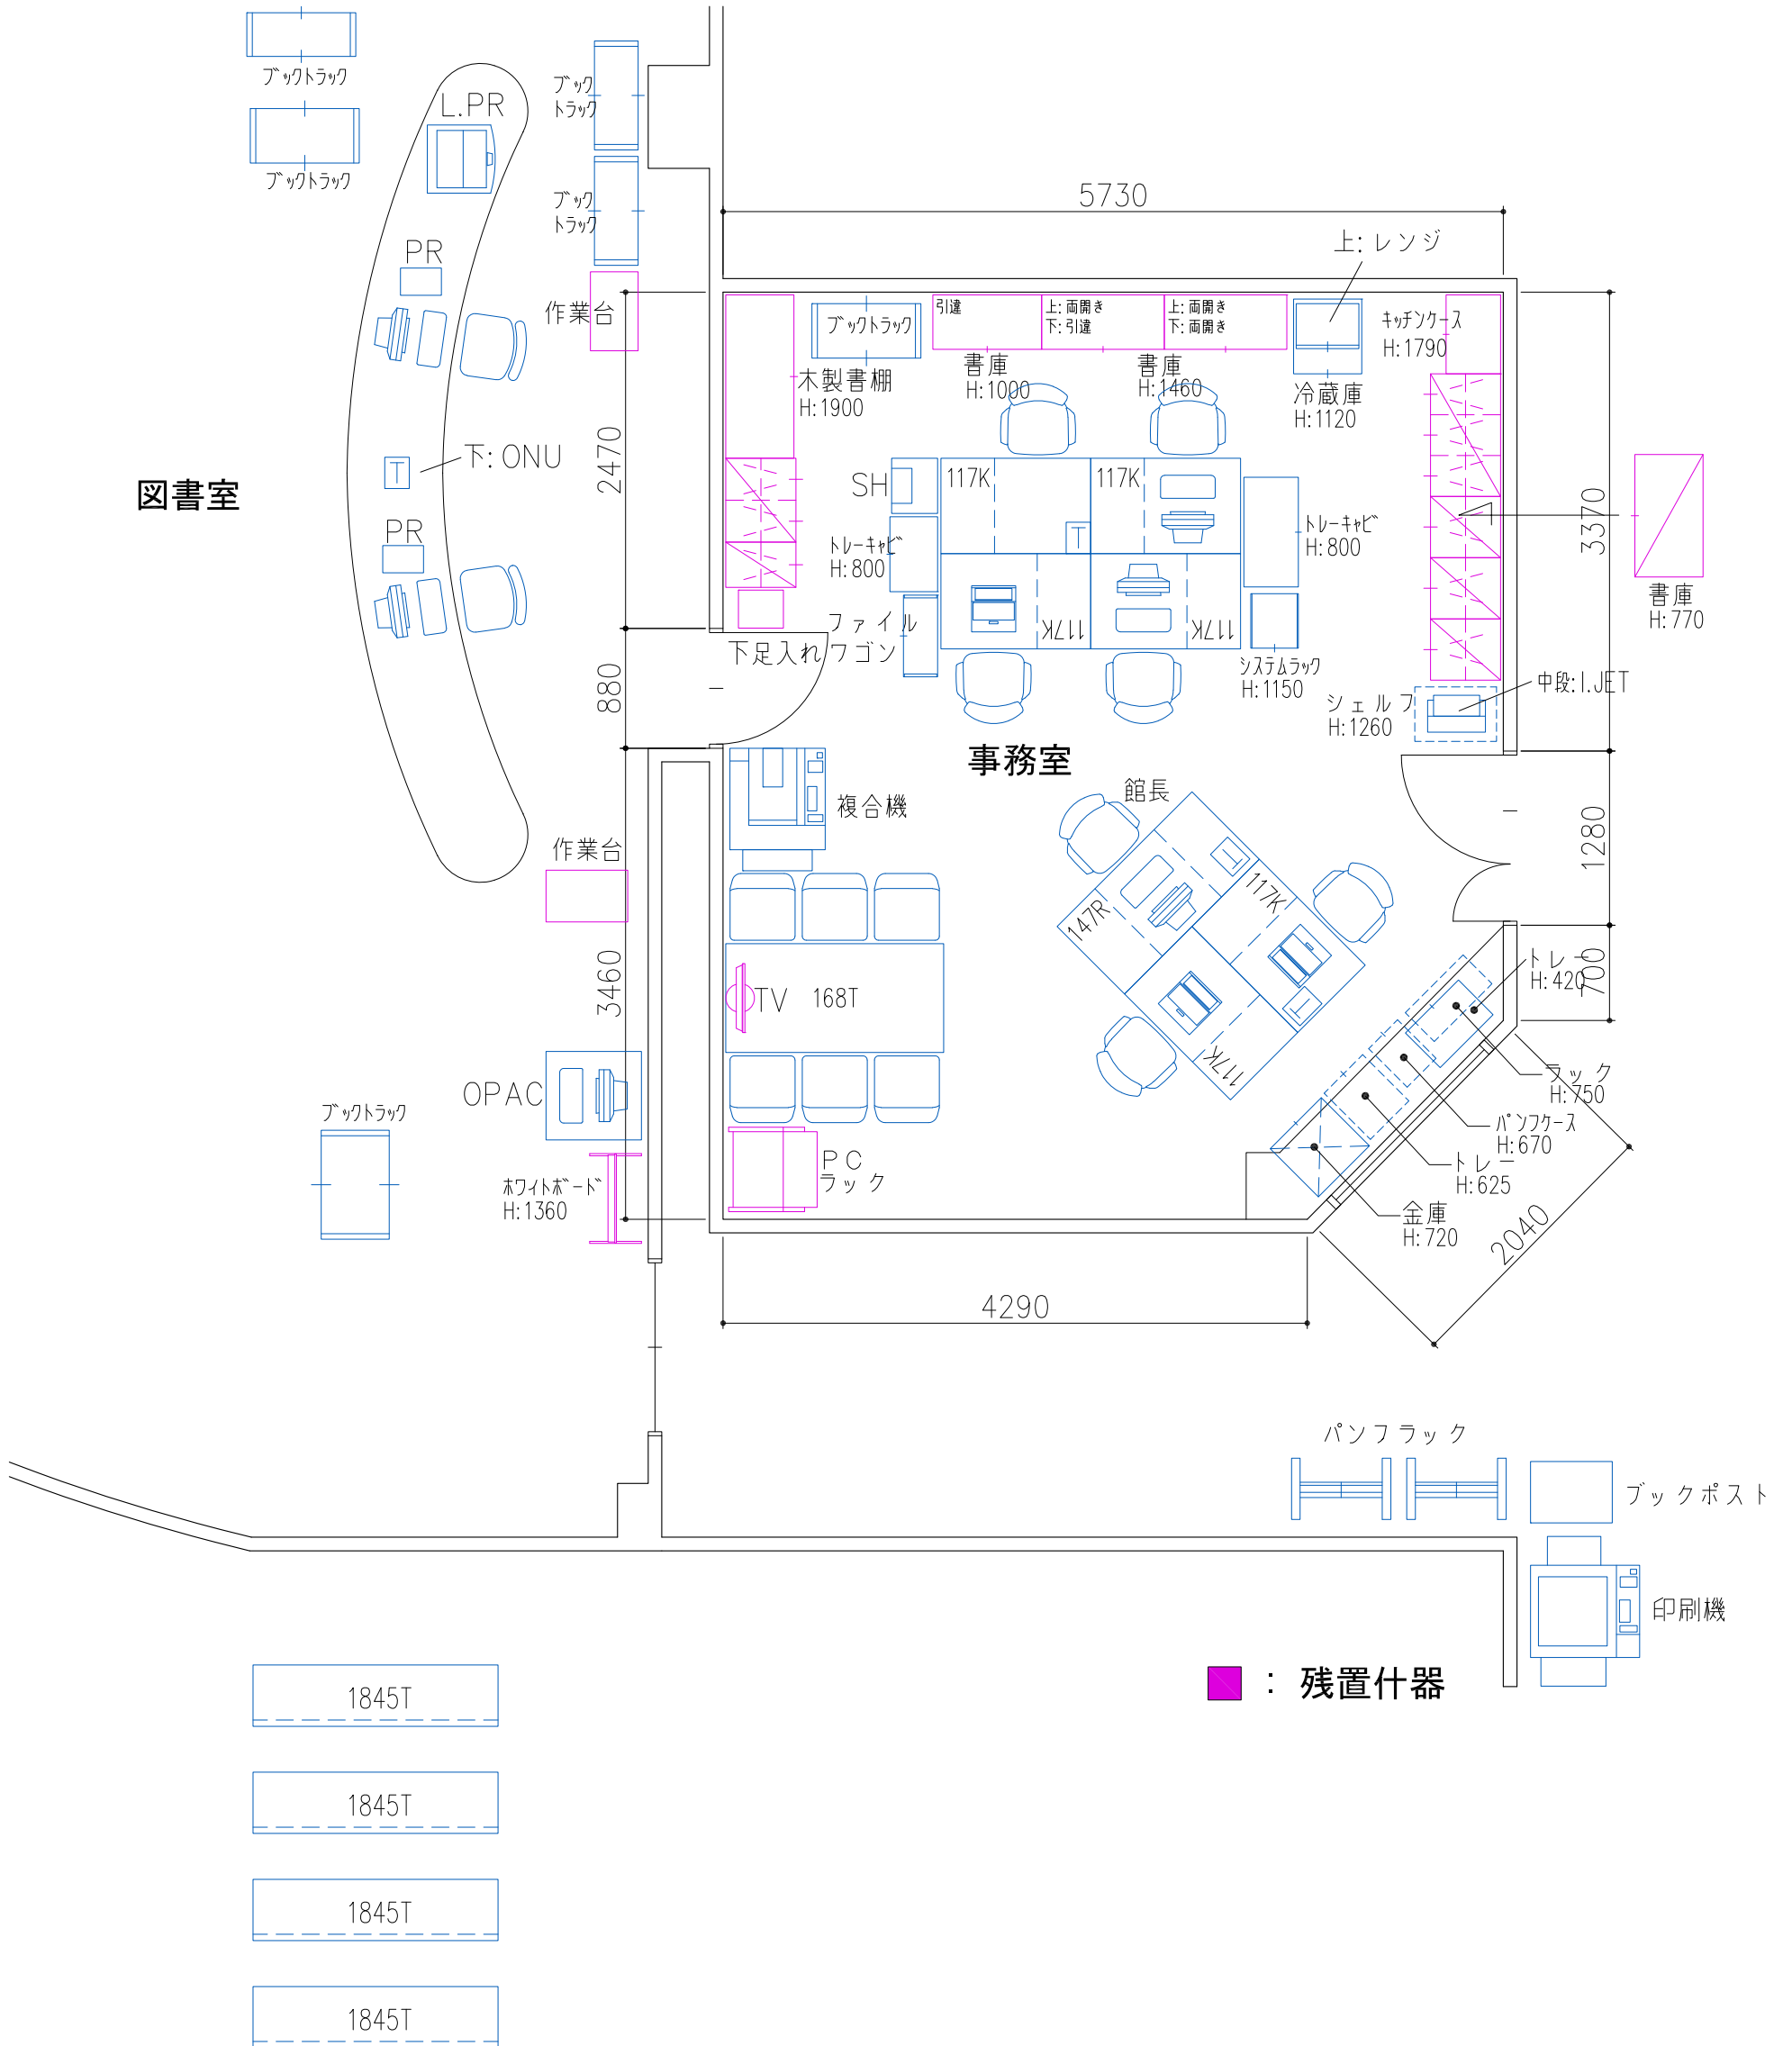 ブックトラック
ブックトラック
L.PR
ブック
トラック
ブック
トラック
PR
作業台
5730
上:レンジ
引違
上:両開き
下:引違
上:両開き
下:両開き
ブックトラック
キッチンケース
H:1790
木製書棚
H:1900
書庫
H:1000
書庫
H:1460
冷蔵庫
H:1120
2470
下:ONU
図書室
SH
117K
117K
3370
PR
トレーキャビ
H:800
トレーキャビ
H:800
書庫
H:770
ファイル
ワゴン
下足入れ
117K
117K
システムラック
H:1150
880
シェルフ
H:1260
中段:I.JET
事務室
複合機
館長
1280
作業台
147R
117K
117K
3460
TV
168T
700
トレー
H:420
ラック
H:750
パンフケース
H:670
トレー
H:625
金庫
H:720
2040
OPAC
ブックトラック
ホワイトボード
H:1360
PC
ラック
4290
パンフラック
ブックポスト
印刷機
: 残置什器
1845T
1845T
1845T
1845T